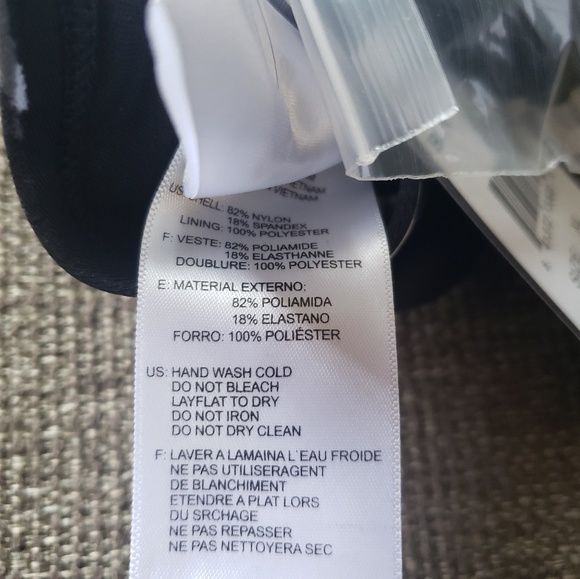 VIETNAM
US: SHELL: 82% NYLON
18% SPANDEX
LINING: 100% POLYESTER
F: VESTE: 82% POLIAMIDE
18% ELASTHANNE
DOUBLURE: 100% POLYESTER
E: MATERIAL EXTERNO:
82% POLIAMIDA
18% ELASTANO
FORRO: 100% POLIÉSTER
US: HAND WASH COLD
DO NOT BLEACH
LAYFLAT TO DRY
DO NOT IRON
DO NOT DRY CLEAN
F: LAVER A LAMAINA L'EAU FROIDE
NE PAS UTILISERAGENT
DE BLANCHIMENT
ETENDRE A PLAT LORS
DU SRCHAGE
NE PAS REPASSER
NE PAS NETTOYERA SEC